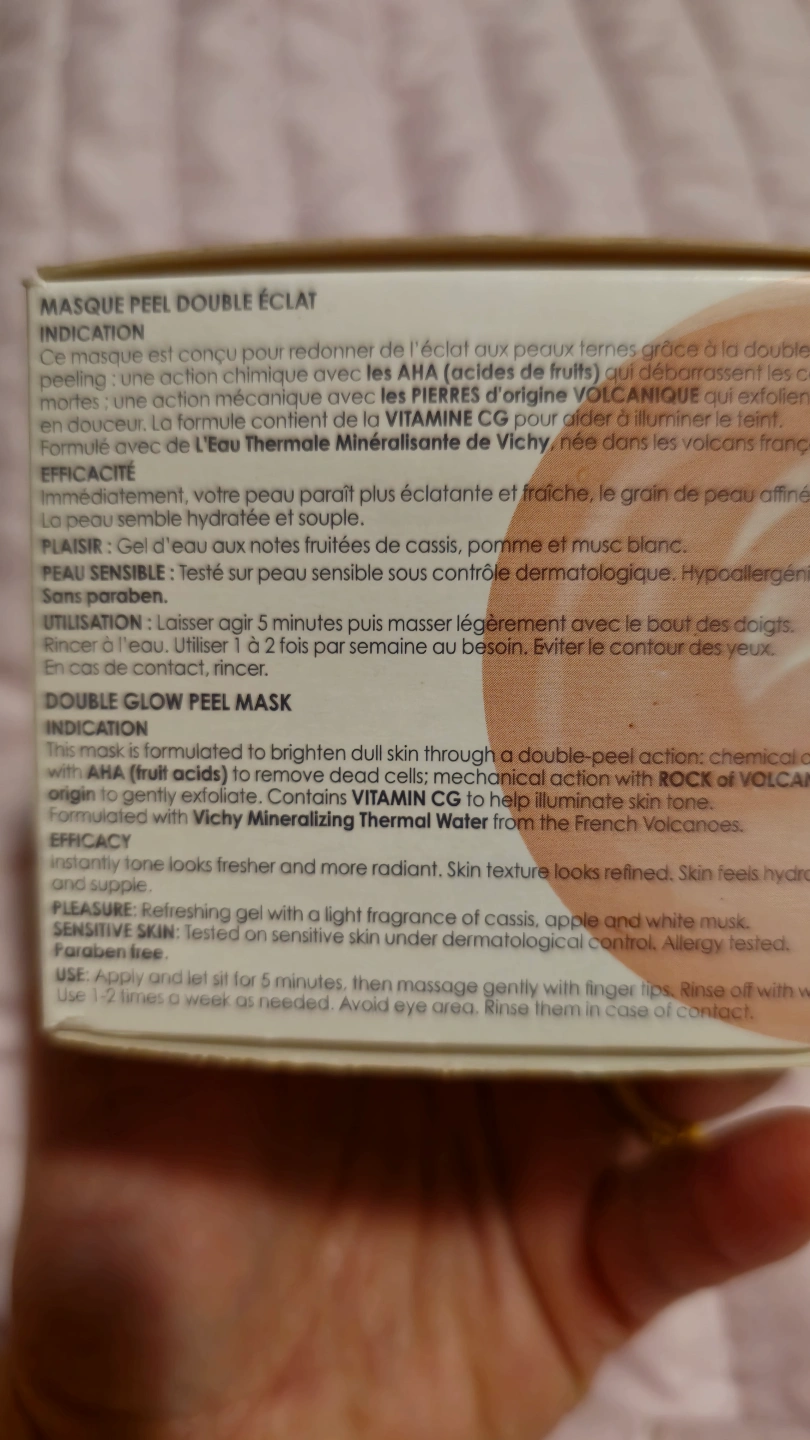 MASQUE PEEL DOUBLE ÉCLAT
INDICATION
Ce masque est conçu pour redonner de l'éclat aux peaux ternes grâce à la double
peeling : une action chimique avec les AHA (acides de fruits) qui débarrassent les c
mortes ; une action mécanique avec les PIERRES d'origine VOLCANIQUE qui exfolien
en douceur. La formule contient de la VITAMINE CG pour aider à illuminer le teint.
Formulé avec de L'Eau Thermale Minéralisante de Vichy, née dans les volcans franç
EFFICACITÉ
Immédiatement, votre peau paraît plus éclatante et fraîche, le grain de peau affiné
La peau semble hydratée et souple.
PLAISIR : Gel d'eau aux notes fruitées de cassis, pomme et musc blanc.
PEAU SENSIBLE : Testé sur peau sensible sous contrôle dermatologique. Hypoallergéni
Sans paraben.
UTILISATION : Laisser agir 5 minutes puis masser légèrement avec le bout des doigts.
Rincer à l'eau. Utiliser 1 à 2 fois par semaine au besoin. Eviter le contour des yeux.
En cas de contact, rincer.
DOUBLE GLOW PEEL MASK
INDICATION
This mask is formulated to brighten dull skin through a double-peel action: chemical a
with AHA (fruit acids) to remove dead cells; mechanical action with ROCK of VOLCAN
origin to gently exfoliate. Contains VITAMIN CG to help illuminate skin tone.
Formulated with Vichy Mineralizing Thermal Water from the French Volcanoes.
EFFICACY
Instantly tone looks fresher and more radiant. Skin texture looks refined. Skin feels hydra
and supple.
PLEASURE: Refreshing gel with a light fragrance of cassis, apple and white musk.
SENSITIVE SKIN: Tested on sensitive skin under dermatological control. Allergy tested.
Paraben free.
USE: Apply and let sit for 5 minutes, then massage gently with finger tips. Rinse off with w
Use 1-2 times a week as needed. Avoid eye area. Rinse them in case of contact.